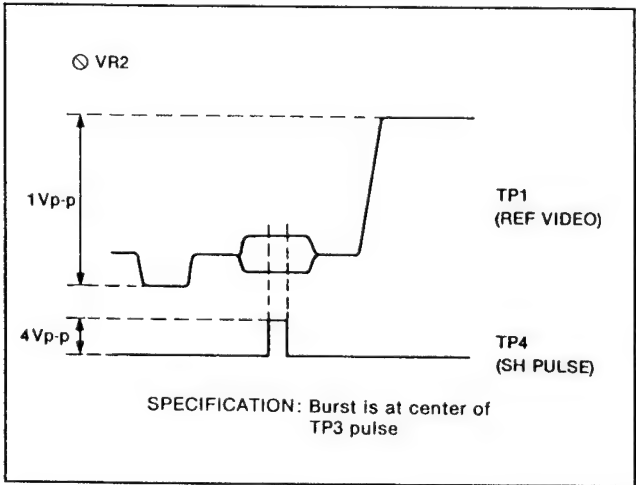 ⊘ VR2
1Vp-p
TP1
(REF VIDEO)
4Vp-p
TP4
(SH PULSE)
SPECIFICATION: Burst is at center of
TP3 pulse